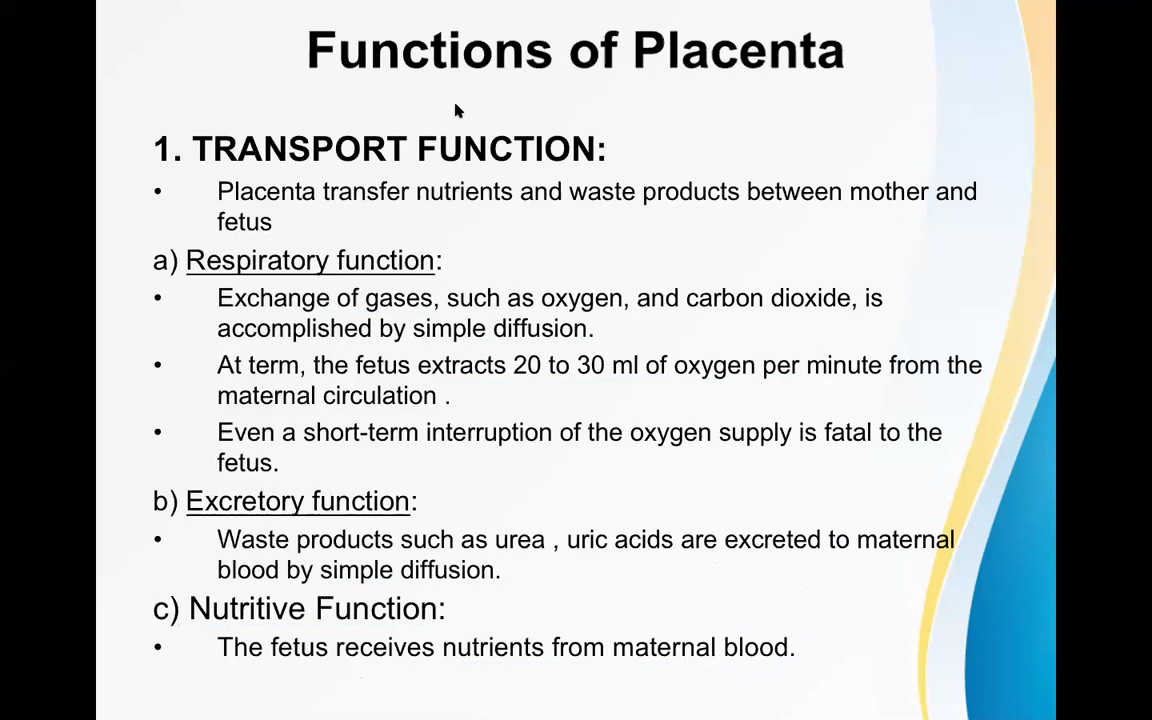 Functions of Placenta
1. TRANSPORT FUNCTION:
• Placenta transfer nutrients and waste products between mother and
fetus
a) Respiratory function:
• Exchange of gases, such as oxygen, and carbon dioxide, is
accomplished by simple diffusion.
• At term, the fetus extracts 20 to 30 ml of oxygen per minute from the
maternal circulation .
• Even a short-term interruption of the oxygen supply is fatal to the
fetus.
b) Excretory function:
• Waste products such as urea , uric acids are excreted to maternal
blood by simple diffusion.
c) Nutritive Function:
• The fetus receives nutrients from maternal blood.